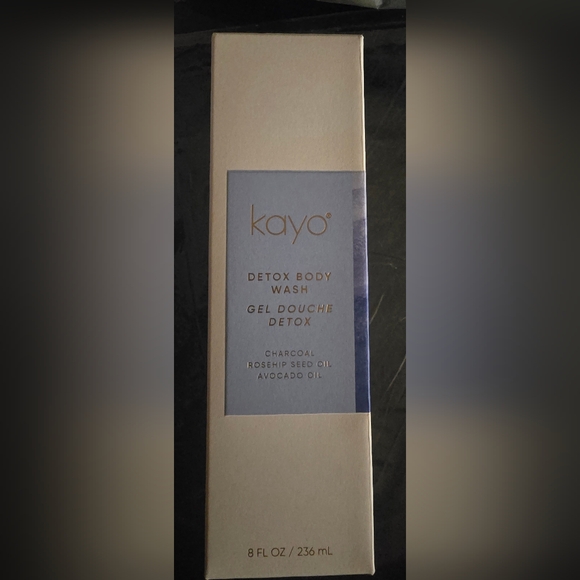 kayo®
DETOX BODY
WASH
GEL DOUCHE
DETOX
CHARCOAL
ROSEHIP SEED OIL
AVOCADO OIL
8 FL OZ / 236 mL